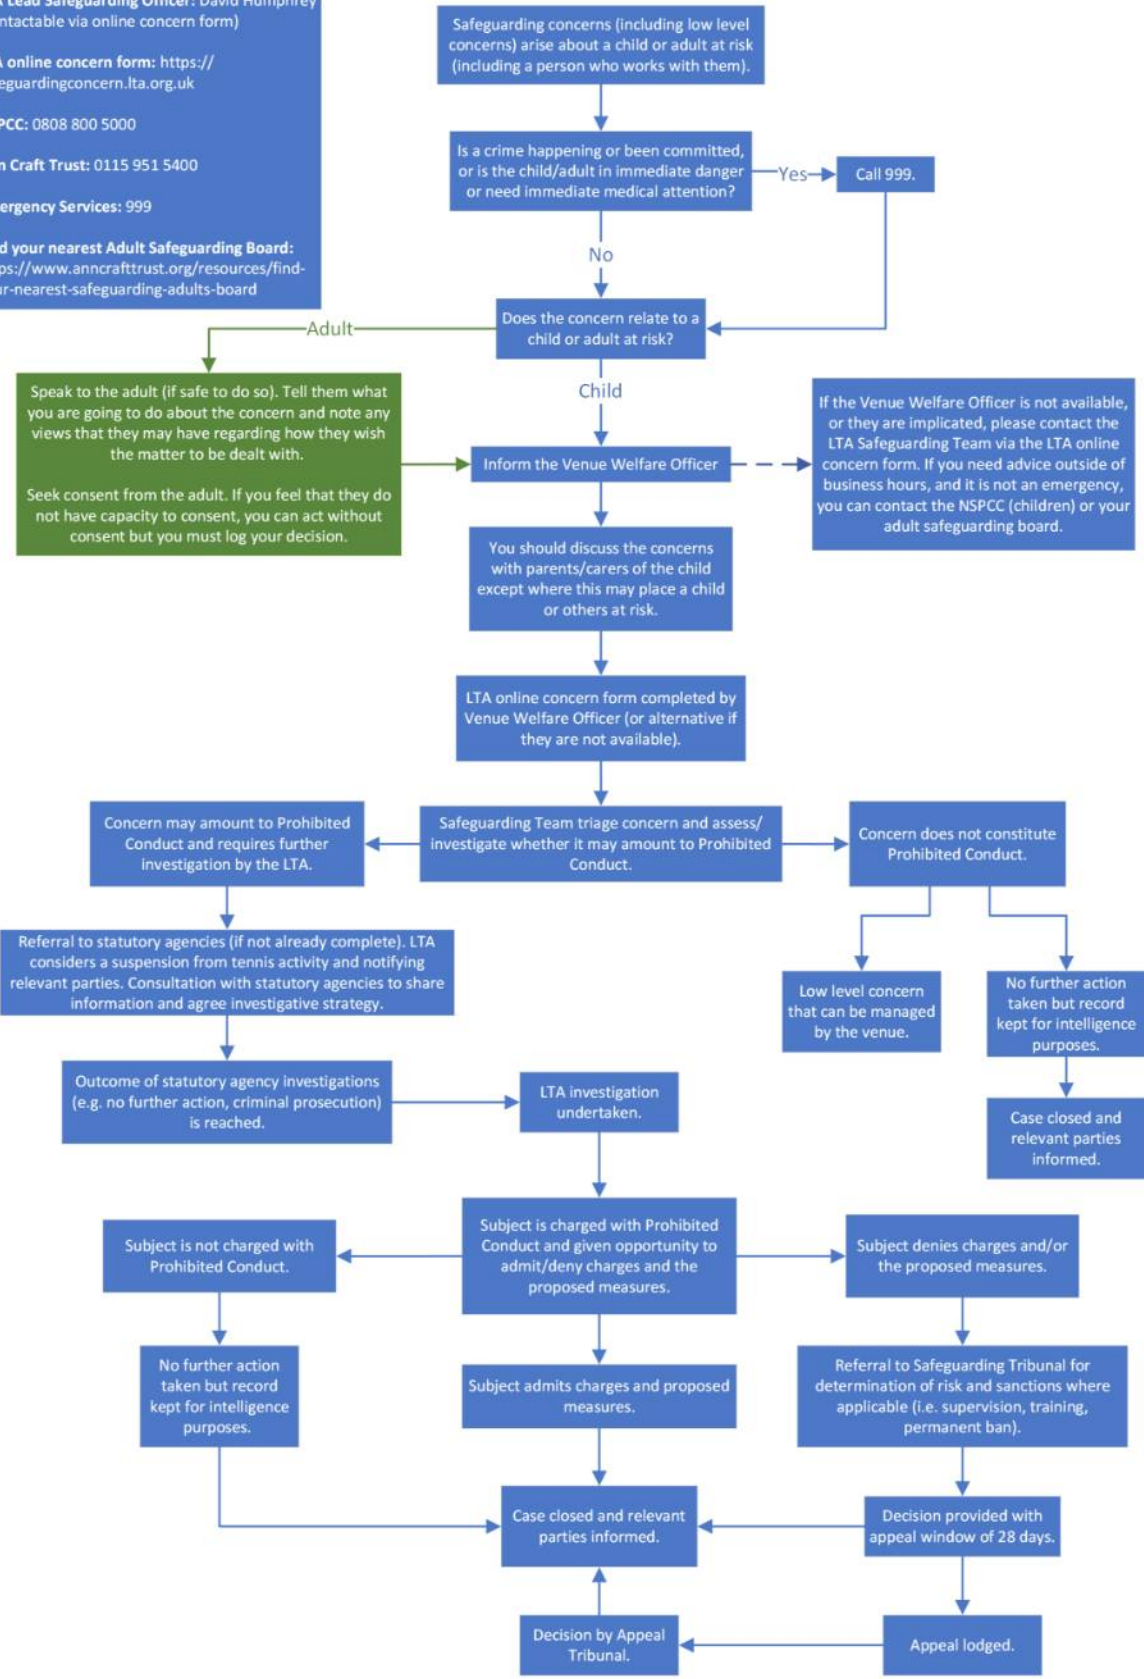 Lead Safeguarding Officer: David Humphrey
ntactable via online concern form)
online concern form: https://
eguardingconcern.lta.org.uk
PCC: 0808 800 5000
n Craft Trust: 0115 951 5400
ergency Services: 999
d your nearest Adult Safeguarding Board:
ps://www.anncrafttrust.org/resources/find-
ur-nearest-safeguarding-adults-board
Safeguarding concerns (including low level
concerns) arise about a child or adult at risk
(including a person who works with them).
Is a crime happening or been committed,
or is the child/adult in immediate danger
or need immediate medical attention?
Yes
Call 999.
No
Does the concern relate to a
child or adult at risk?
Adult
Child
Speak to the adult (if safe to do so). Tell them what
you are going to do about the concern and note any
views that they may have regarding how they wish
the matter to be dealt with.
Seek consent from the adult. If you feel that they do
not have capacity to consent, you can act without
consent but you must log your decision.
Inform the Venue Welfare Officer
If the Venue Welfare Officer is not available,
or they are implicated, please contact the
LTA Safeguarding Team via the LTA online
concern form. If you need advice outside of
business hours, and it is not an emergency,
you can contact the NSPCC (children) or your
adult safeguarding board.
You should discuss the concerns
with parents/carers of the child
except where this may place a child
or others at risk.
LTA online concern form completed by
Venue Welfare Officer (or alternative if
they are not available).
Concern may amount to Prohibited
Conduct and requires further
investigation by the LTA.
Safeguarding Team triage concern and assess/
investigate whether it may amount to Prohibited
Conduct.
Concern does not constitute
Prohibited Conduct.
Referral to statutory agencies (if not already complete). LTA
considers a suspension from tennis activity and notifying
relevant parties. Consultation with statutory agencies to share
information and agree investigative strategy.
Low level concern
that can be managed
by the venue.
No further action
taken but record
kept for intelligence
purposes.
Outcome of statutory agency investigations
(e.g. no further action, criminal prosecution)
is reached.
LTA investigation
undertaken.
Case closed and
relevant parties
informed.
Subject is not charged with
Prohibited Conduct.
Subject is charged with Prohibited
Conduct and given opportunity to
admit/deny charges and the
proposed measures.
Subject denies charges and/or
the proposed measures.
No further action
taken but record
kept for intelligence
purposes.
Subject admits charges and proposed
measures.
Referral to Safeguarding Tribunal for
determination of risk and sanctions where
applicable (i.e. supervision, training,
permanent ban).
Case closed and relevant
parties informed.
Decision provided with
appeal window of 28 days.
Decision by Appeal
Tribunal.
Appeal lodged.